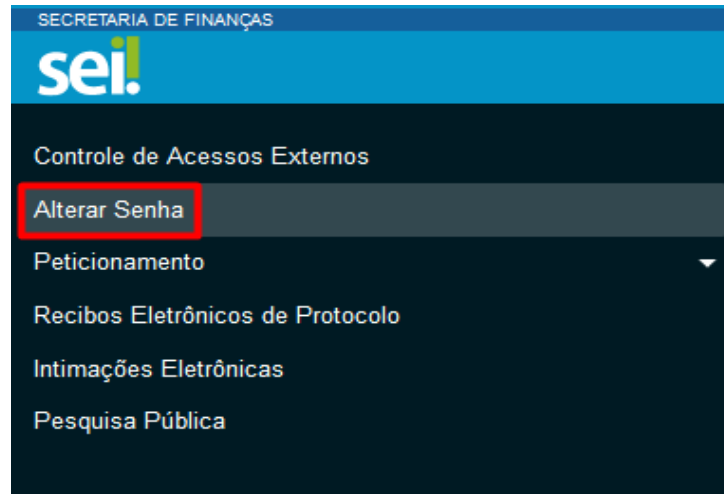 SECRETARIA DE FINANÇAS
sei!
Controle de Acessos Externos
Alterar Senha
Peticionamento
Recibos Eletrônicos de Protocolo
Intimações Eletrônicas
Pesquisa Pública